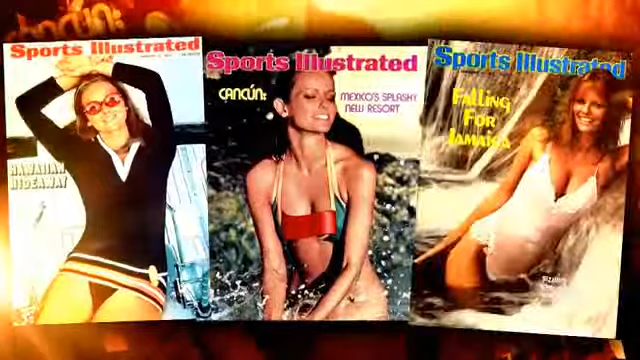 Sports Illustrated
HAWAIIAN
HIDEAWAY
Sports Illustrated
CANCÚN:
MEXICO'S SPLASHY
NEW RESORT
Sports Illustrated
Falling
For
Jamaica